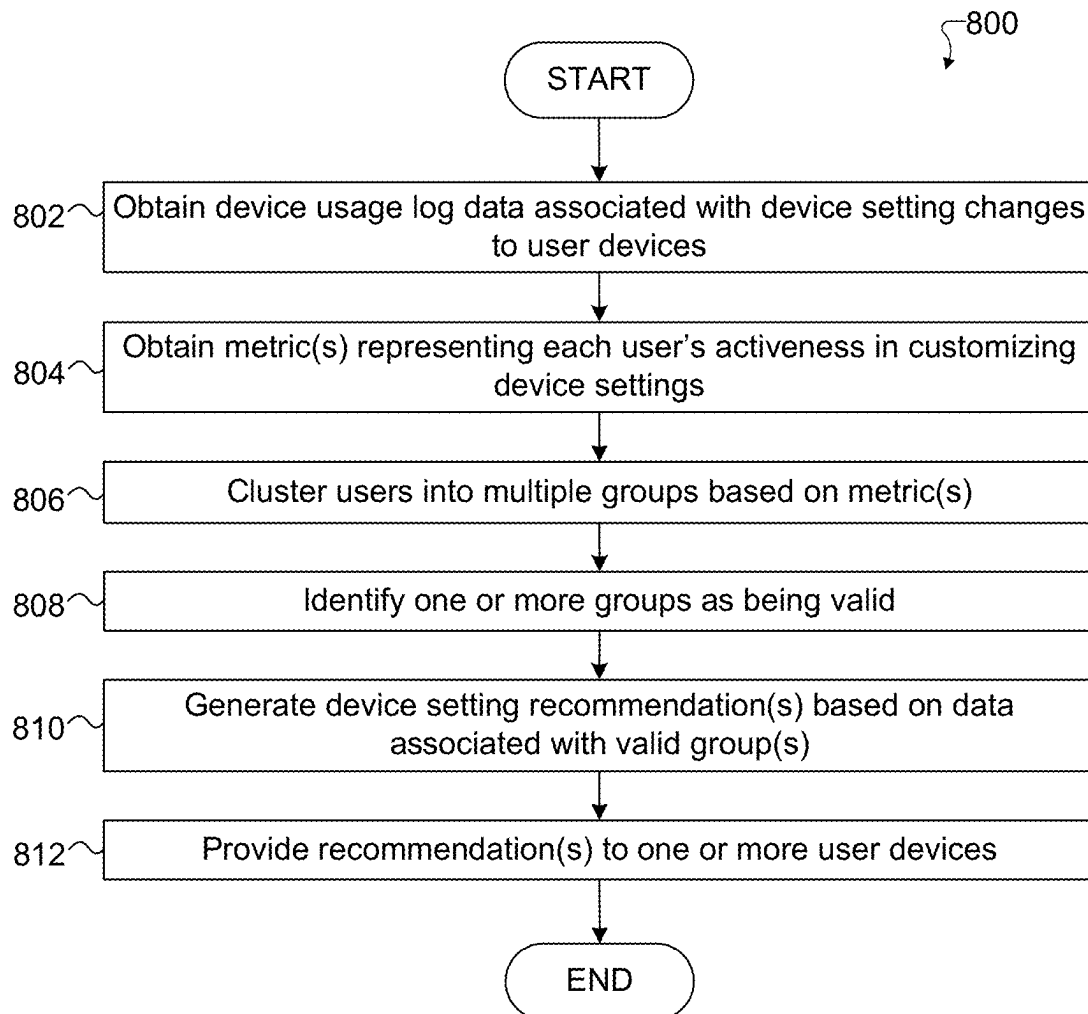 800
START
802
Obtain device usage log data associated with device setting changes
to user devices
804
Obtain metric(s) representing each user's activeness in customizing
device settings
806
Cluster users into multiple groups based on metric(s)
808
Identify one or more groups as being valid
810
Generate device setting recommendation(s) based on data
associated with valid group(s)
812
Provide recommendation(s) to one or more user devices
END